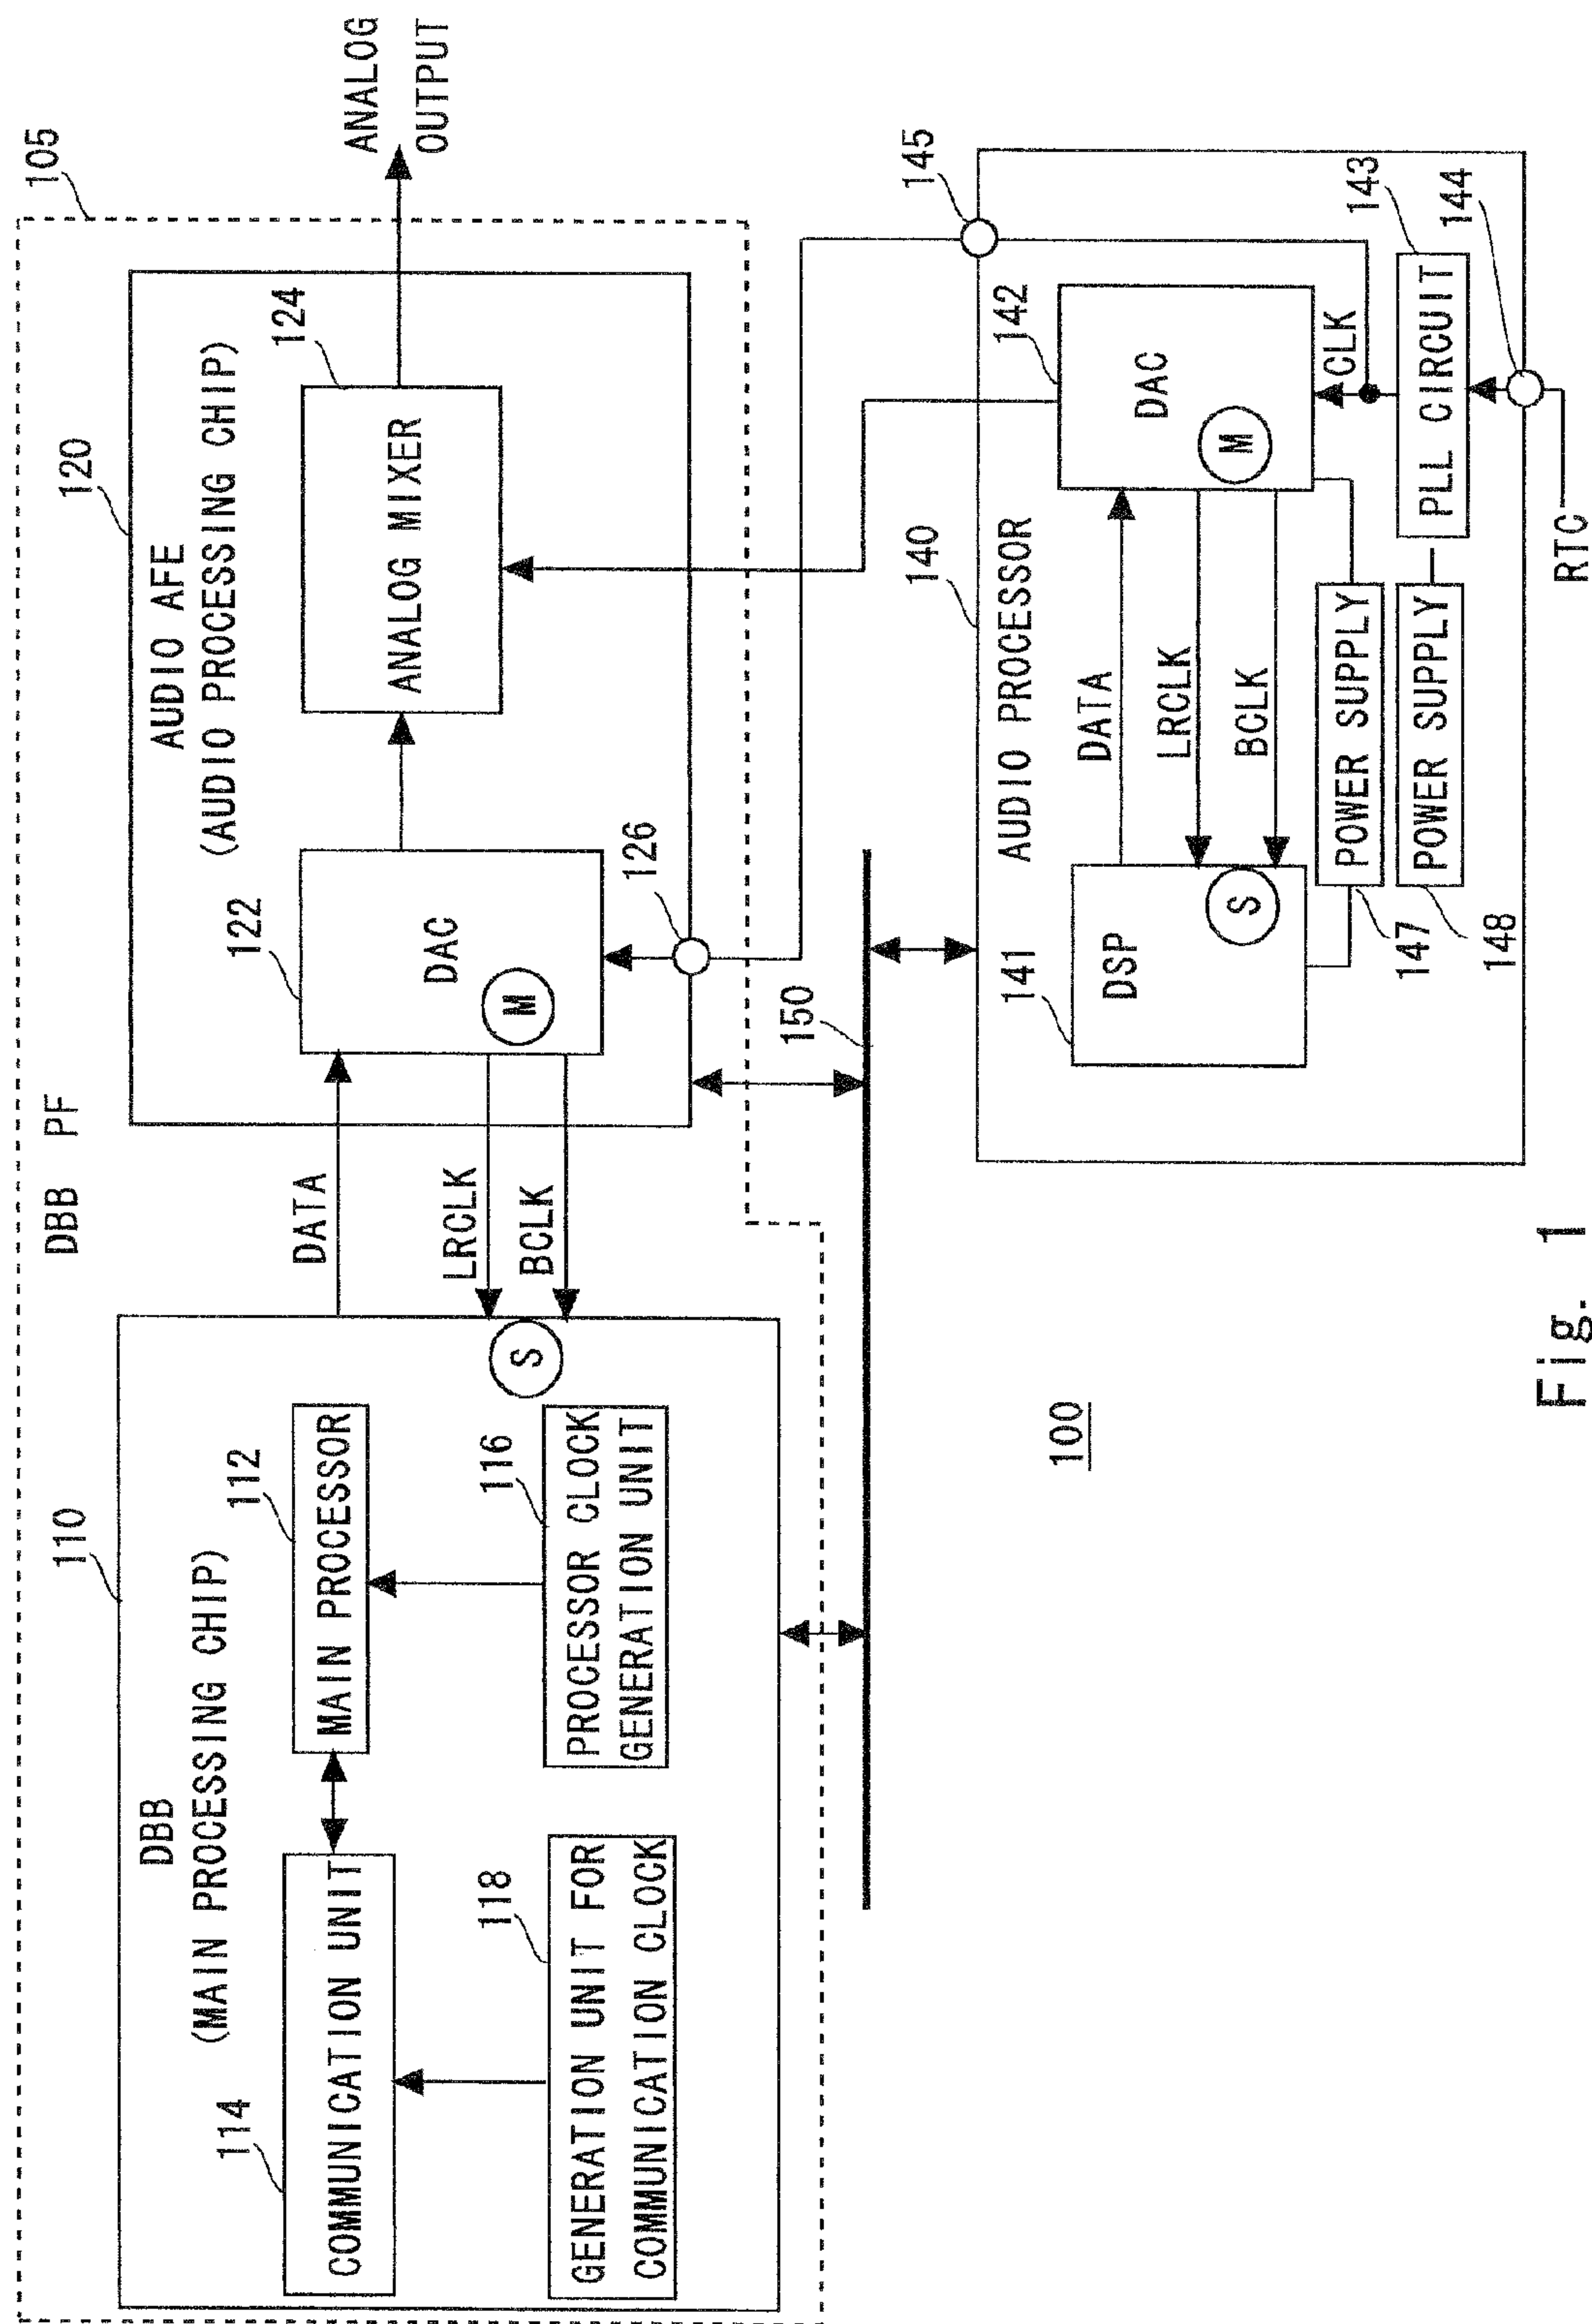 105
DBB PF
110
DBB
(MAIN PROCESSING CHIP)
114
COMMUNICATION UNIT
112
MAIN PROCESSOR
118
GENERATION UNIT FOR
COMMUNICATION CLOCK
116
PROCESSOR CLOCK
GENERATION UNIT
S
DATA
LRCLK
BCLK
120
AUDIO AFE
(AUDIO PROCESSING CHIP)
122
DAC
M
124
ANALOG MIXER
126
ANALOG
OUTPUT
150
140
AUDIO PROCESSOR
141
DSP
S
DATA
LRCLK
BCLK
142
DAC
M
145
CLK
143
PLL CIRCUIT
144
POWER SUPPLY
147
POWER SUPPLY
148
RTC
100
Fig. 1